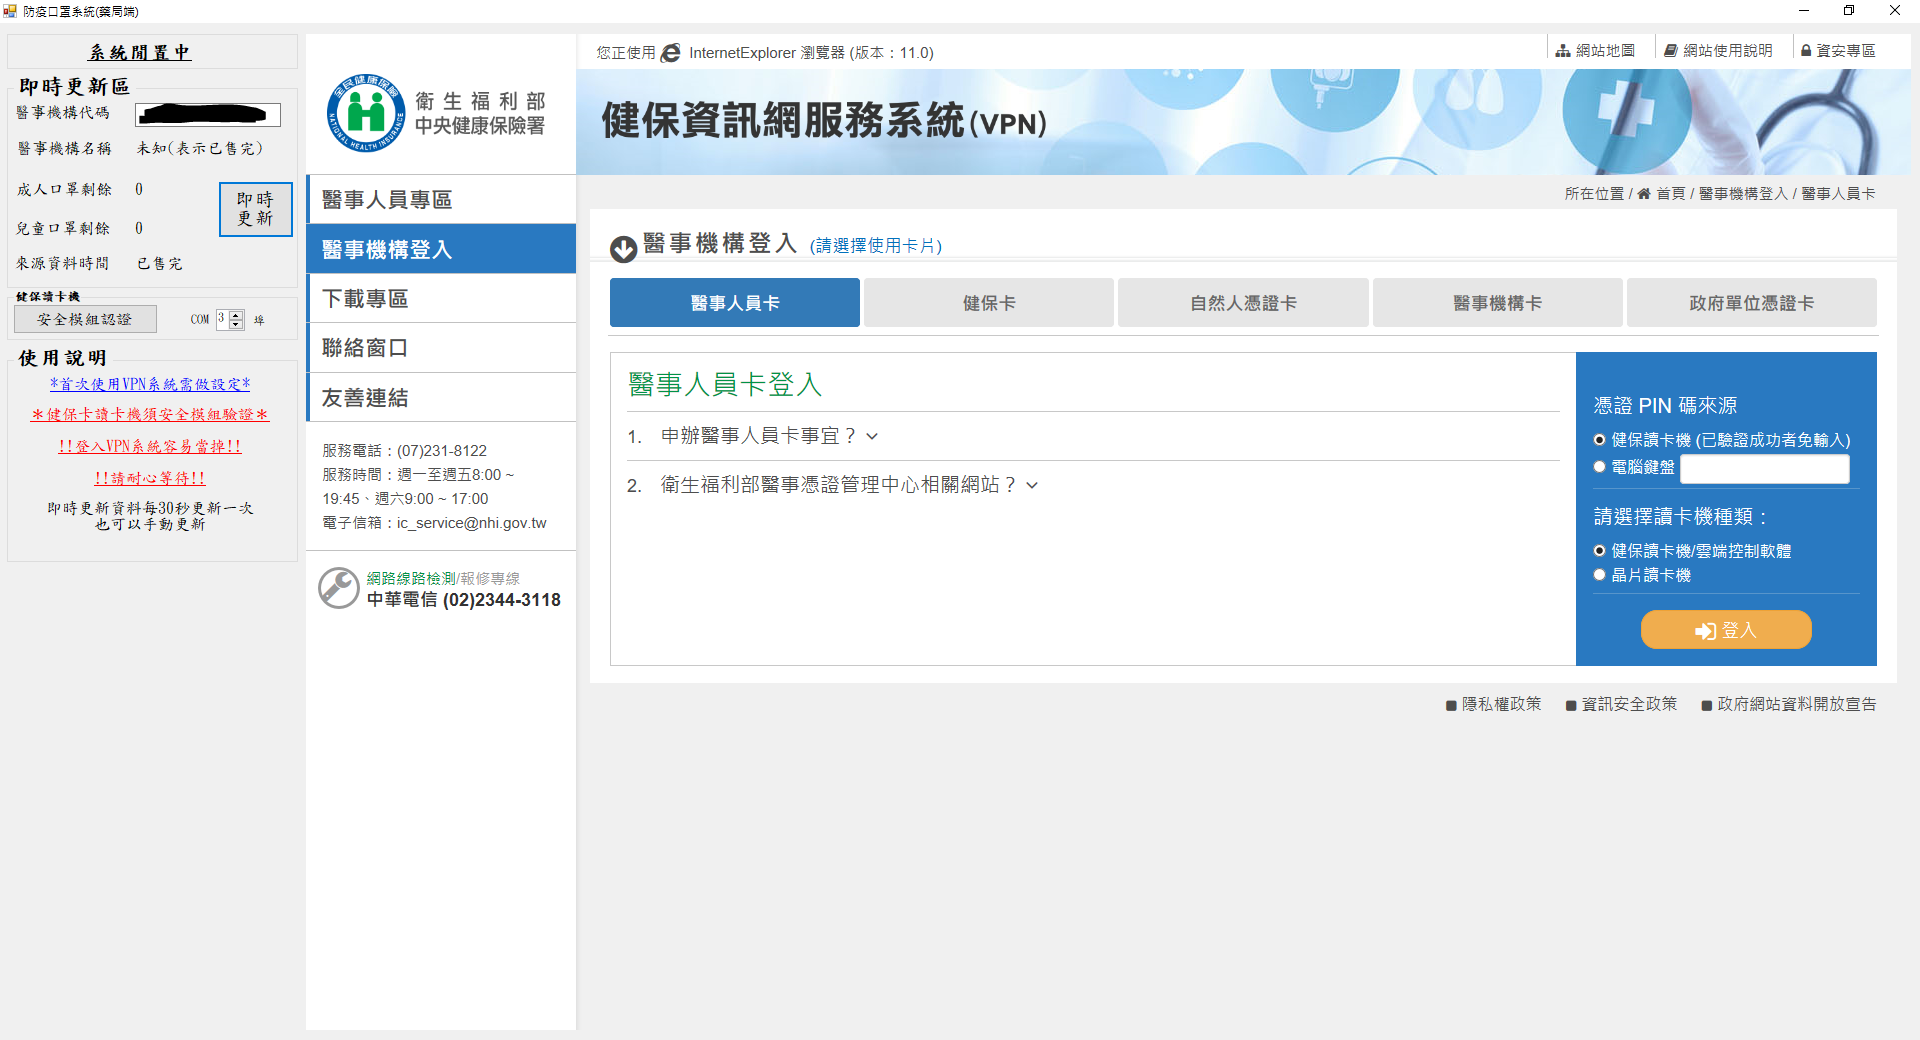 防疫口罩系統(藥局端)
系統閒置中
即時更新區
醫事機構代碼
醫事機構名稱 未知(表示已售完)
成人口罩剩餘 0
即時
更新
兒童口罩剩餘 0
來源資料時間 已售完
健保讀卡機
安全模組認證 COM 3 埠
使用說明
*首次使用VPN系統需做設定*
*健保卡讀卡機須安全模組驗證*
!!登入VPN系統容易當掉!!
!!請耐心等待!!
即時更新資料每30秒更新一次
也可以手動更新
全民健康保險
NATIONAL HEALTH INSURANCE
衛生福利部
中央健康保險署
醫事人員專區
醫事機構登入
下載專區
聯絡窗口
友善連結
服務電話：(07)231-8122
服務時間：週一至週五8:00 ~
19:45、週六9:00 ~ 17:00
電子信箱：ic_service@nhi.gov.tw
網路線路檢測/報修專線
中華電信 (02)2344-3118
您正使用 InternetExplorer 瀏覽器 (版本：11.0)
網站地圖 網站使用說明 資安專區
健保資訊網服務系統(VPN)
所在位置 / 首頁 / 醫事機構登入 / 醫事人員卡
醫事機構登入 (請選擇使用卡片)
醫事人員卡 健保卡 自然人憑證卡 醫事機構卡 政府單位憑證卡
醫事人員卡登入
1. 申辦醫事人員卡事宜？
2. 衛生福利部醫事憑證管理中心相關網站？
憑證 PIN 碼來源
健保讀卡機 (已驗證成功者免輸入)
電腦鍵盤
請選擇讀卡機種類：
健保讀卡機/雲端控制軟體
晶片讀卡機
登入
隱私權政策 資訊安全政策 政府網站資料開放宣告